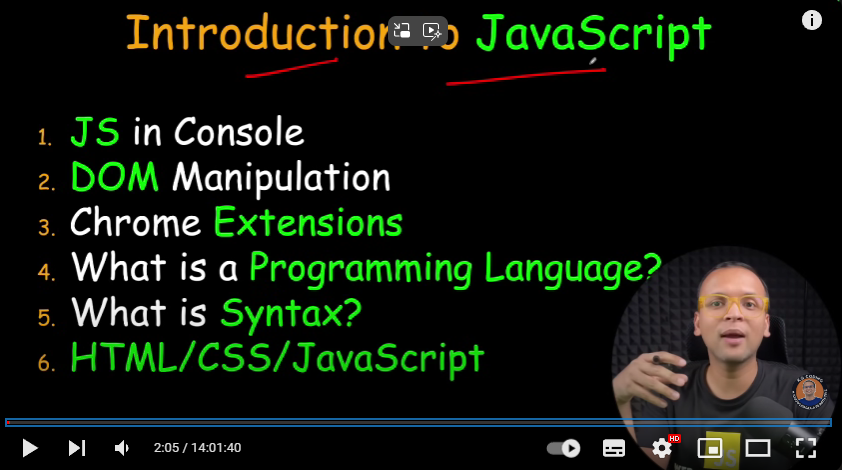 Introduction to JavaScript
1. JS in Console
2. DOM Manipulation
3. Chrome Extensions
4. What is a Programming Language?
5. What is Syntax?
6. HTML/CSS/JavaScript
2:05 / 14:01:40
HD